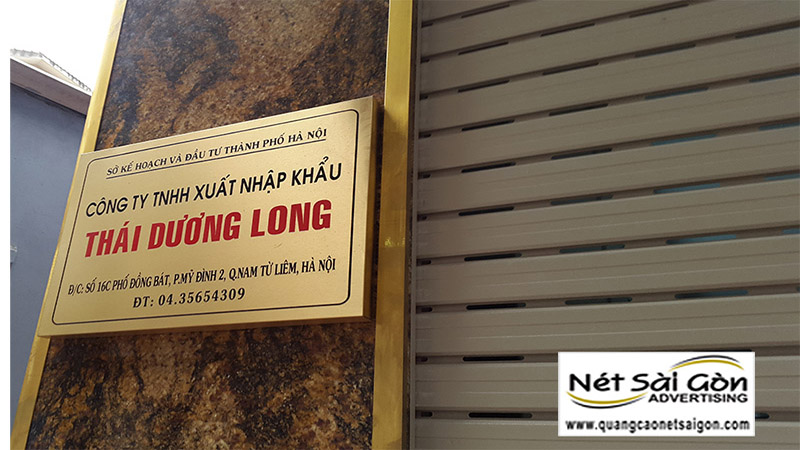 SỞ KẾ HOẠCH VÀ ĐẦU TƯ THÀNH PHỐ HÀ NỘI
CÔNG TY TNHH XUẤT NHẬP KHẨU
THÁI DƯƠNG LONG
Đ/C: SỐ 16C PHỐ ĐỒNG BÁT, P.MỸ ĐÌNH 2, Q.NAM TỪ LIÊM, HÀ NỘI
ĐT: 04.35654309
Nét Sài Gòn
ADVERTISING
www.quangcaonetsaigon.com